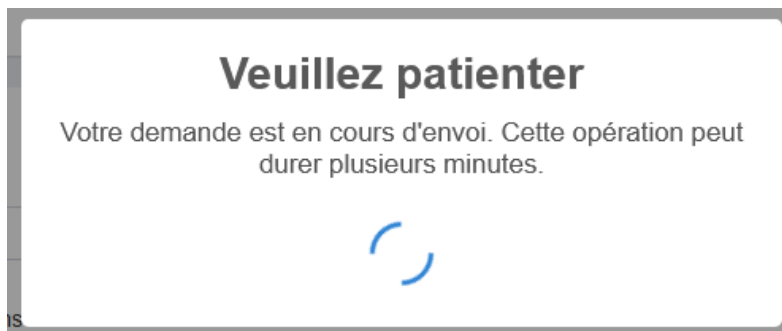 Veuillez patienter
Votre demande est en cours d'envoi. Cette opération peut
durer plusieurs minutes.